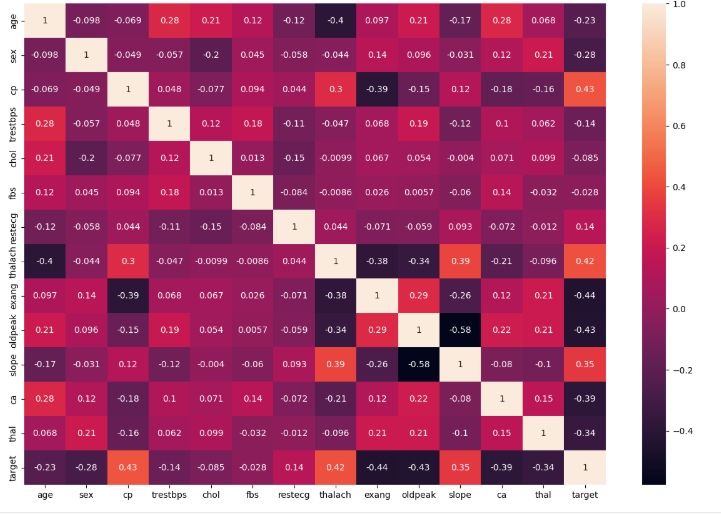 age 1 -0.098 -0.069 0.28 0.21 0.12 -0.12 -0.4 0.097 0.21 -0.17 0.28 0.068 -0.23
sex -0.098 1 -0.049 -0.057 -0.2 0.045 -0.058 -0.044 0.14 0.096 -0.031 0.12 0.21 -0.28
cp -0.069 -0.049 1 0.048 -0.077 0.094 0.044 0.3 -0.39 -0.15 0.12 -0.18 -0.16 0.43
trestbps 0.28 -0.057 0.048 1 0.12 0.18 -0.11 -0.047 0.068 0.19 -0.12 0.1 0.062 -0.14
chol 0.21 -0.2 -0.077 0.12 1 0.013 -0.15 -0.0099 0.067 0.054 -0.004 0.071 0.099 -0.085
fbs 0.12 0.045 0.094 0.18 0.013 1 -0.084 -0.0086 0.026 0.0057 -0.06 0.14 -0.032 -0.028
restecg -0.12 -0.058 0.044 -0.11 -0.15 -0.084 1 0.044 -0.071 -0.059 0.093 -0.072 -0.012 0.14
thalach -0.4 -0.044 0.3 -0.047 -0.0099 -0.0086 0.044 1 -0.38 -0.34 0.39 -0.21 -0.096 0.42
exang 0.097 0.14 -0.39 0.068 0.067 0.026 -0.071 -0.38 1 0.29 -0.26 0.12 0.21 -0.44
oldpeak 0.21 0.096 -0.15 0.19 0.054 0.0057 -0.059 -0.34 0.29 1 -0.58 0.22 0.21 -0.43
slope -0.17 -0.031 0.12 -0.12 -0.004 -0.06 0.093 0.39 -0.26 -0.58 1 -0.08 -0.1 0.35
ca 0.28 0.12 -0.18 0.1 0.071 0.14 -0.072 -0.21 0.12 0.22 -0.08 1 0.15 -0.39
thal 0.068 0.21 -0.16 0.062 0.099 -0.032 -0.012 -0.096 0.21 0.21 -0.1 0.15 1 -0.34
target -0.23 -0.28 0.43 -0.14 -0.085 -0.028 0.14 0.42 -0.44 -0.43 0.35 -0.39 -0.34 1
age sex cp trestbps chol fbs restecg thalach exang oldpeak slope ca thal target
1.0
0.8
0.6
0.4
0.2
0.0
−0.2
−0.4